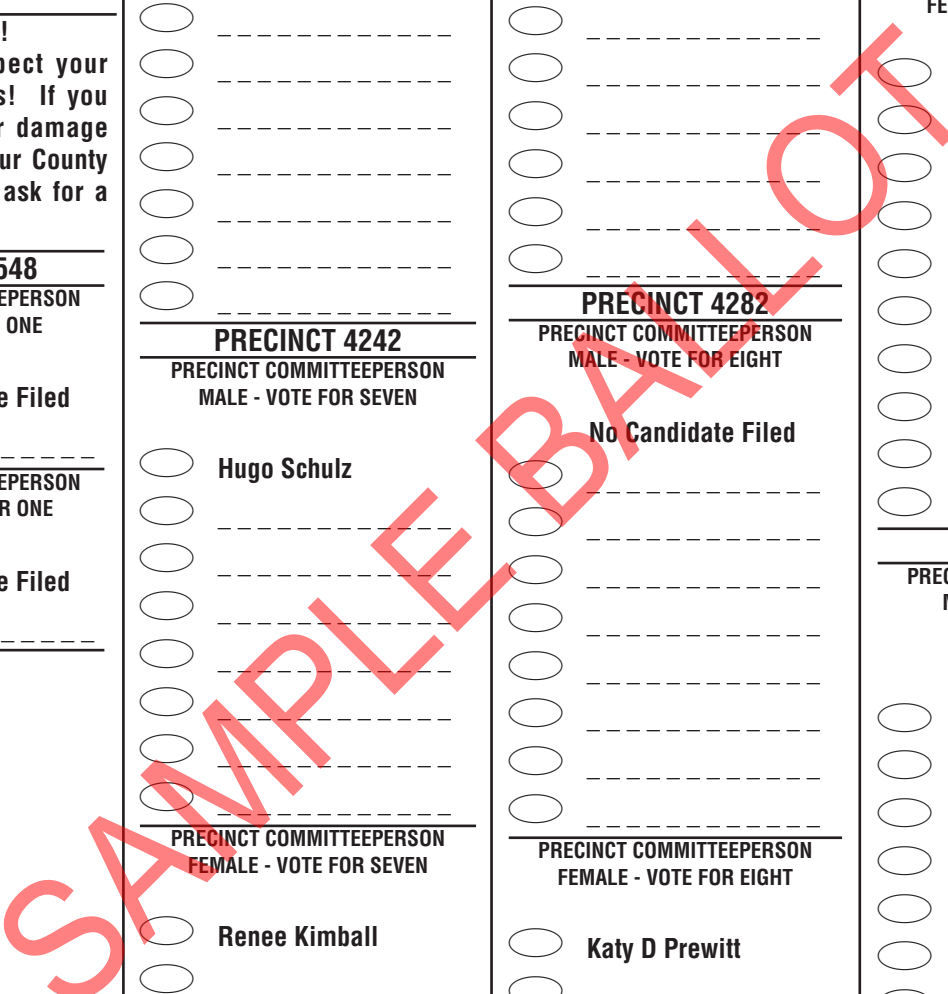 !
pect your
s! If you
r damage
ur County
ask for a
548
EPERSON
ONE
e Filed
EPERSON
R ONE
e Filed
PRECINCT 4242
PRECINCT COMMITTEEPERSON
MALE - VOTE FOR SEVEN
Hugo Schulz
PRECINCT COMMITTEEPERSON
FEMALE - VOTE FOR SEVEN
Renee Kimball
PRECINCT 4282
PRECINCT COMMITTEEPERSON
MALE - VOTE FOR EIGHT
No Candidate Filed
PRECINCT COMMITTEEPERSON
FEMALE - VOTE FOR EIGHT
Katy D Prewitt
FE
PREC
M
SAMPLE BALLOT